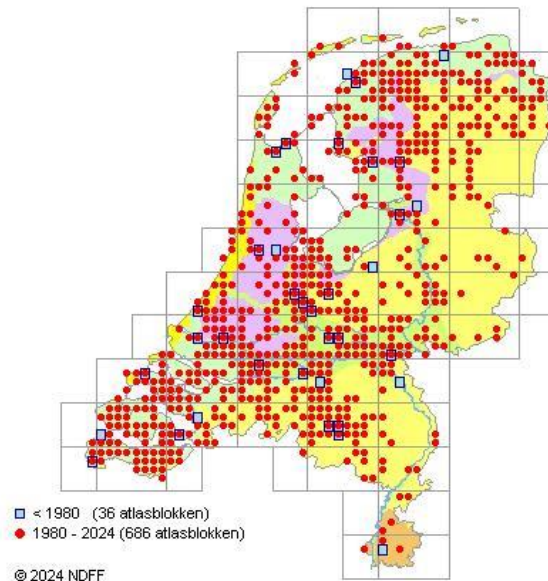 < 1980 (36 atlasblokken)
1980 - 2024 (686 atlasblokken)
© 2024 NDFF